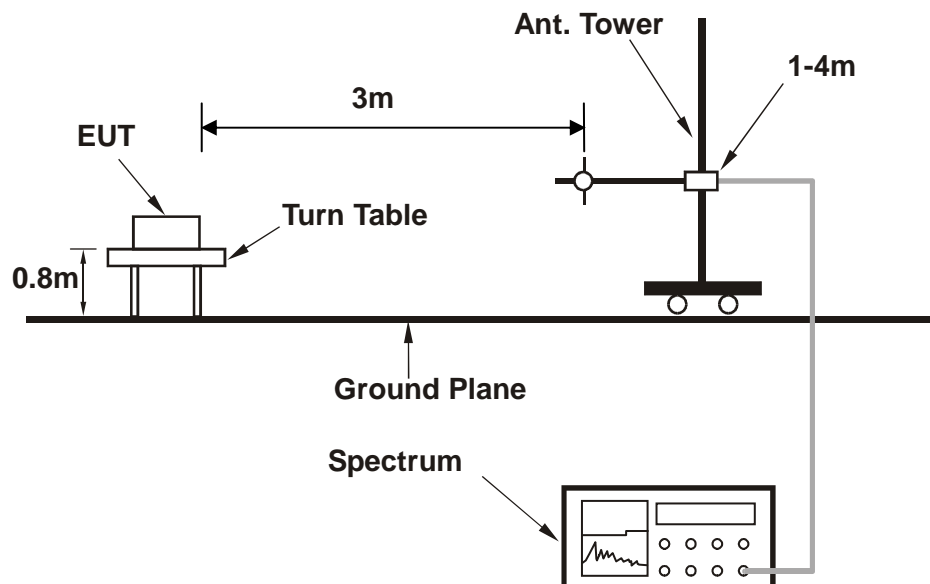 Ant. Tower
1-4m
3m
EUT
Turn Table
0.8m
Ground Plane
Spectrum